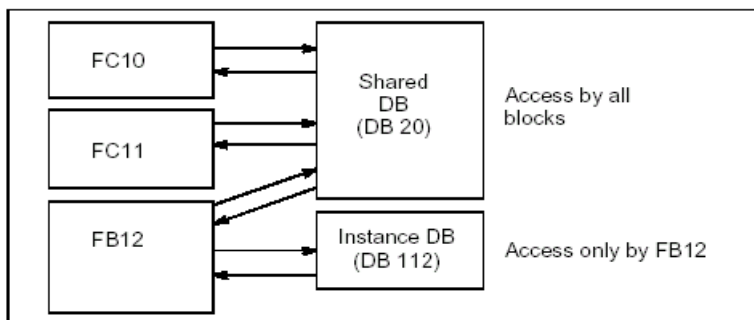 FC10
FC11
FB12
Shared
DB
(DB 20)
Access by all
blocks
Instance DB
(DB 112)
Access only by FB12